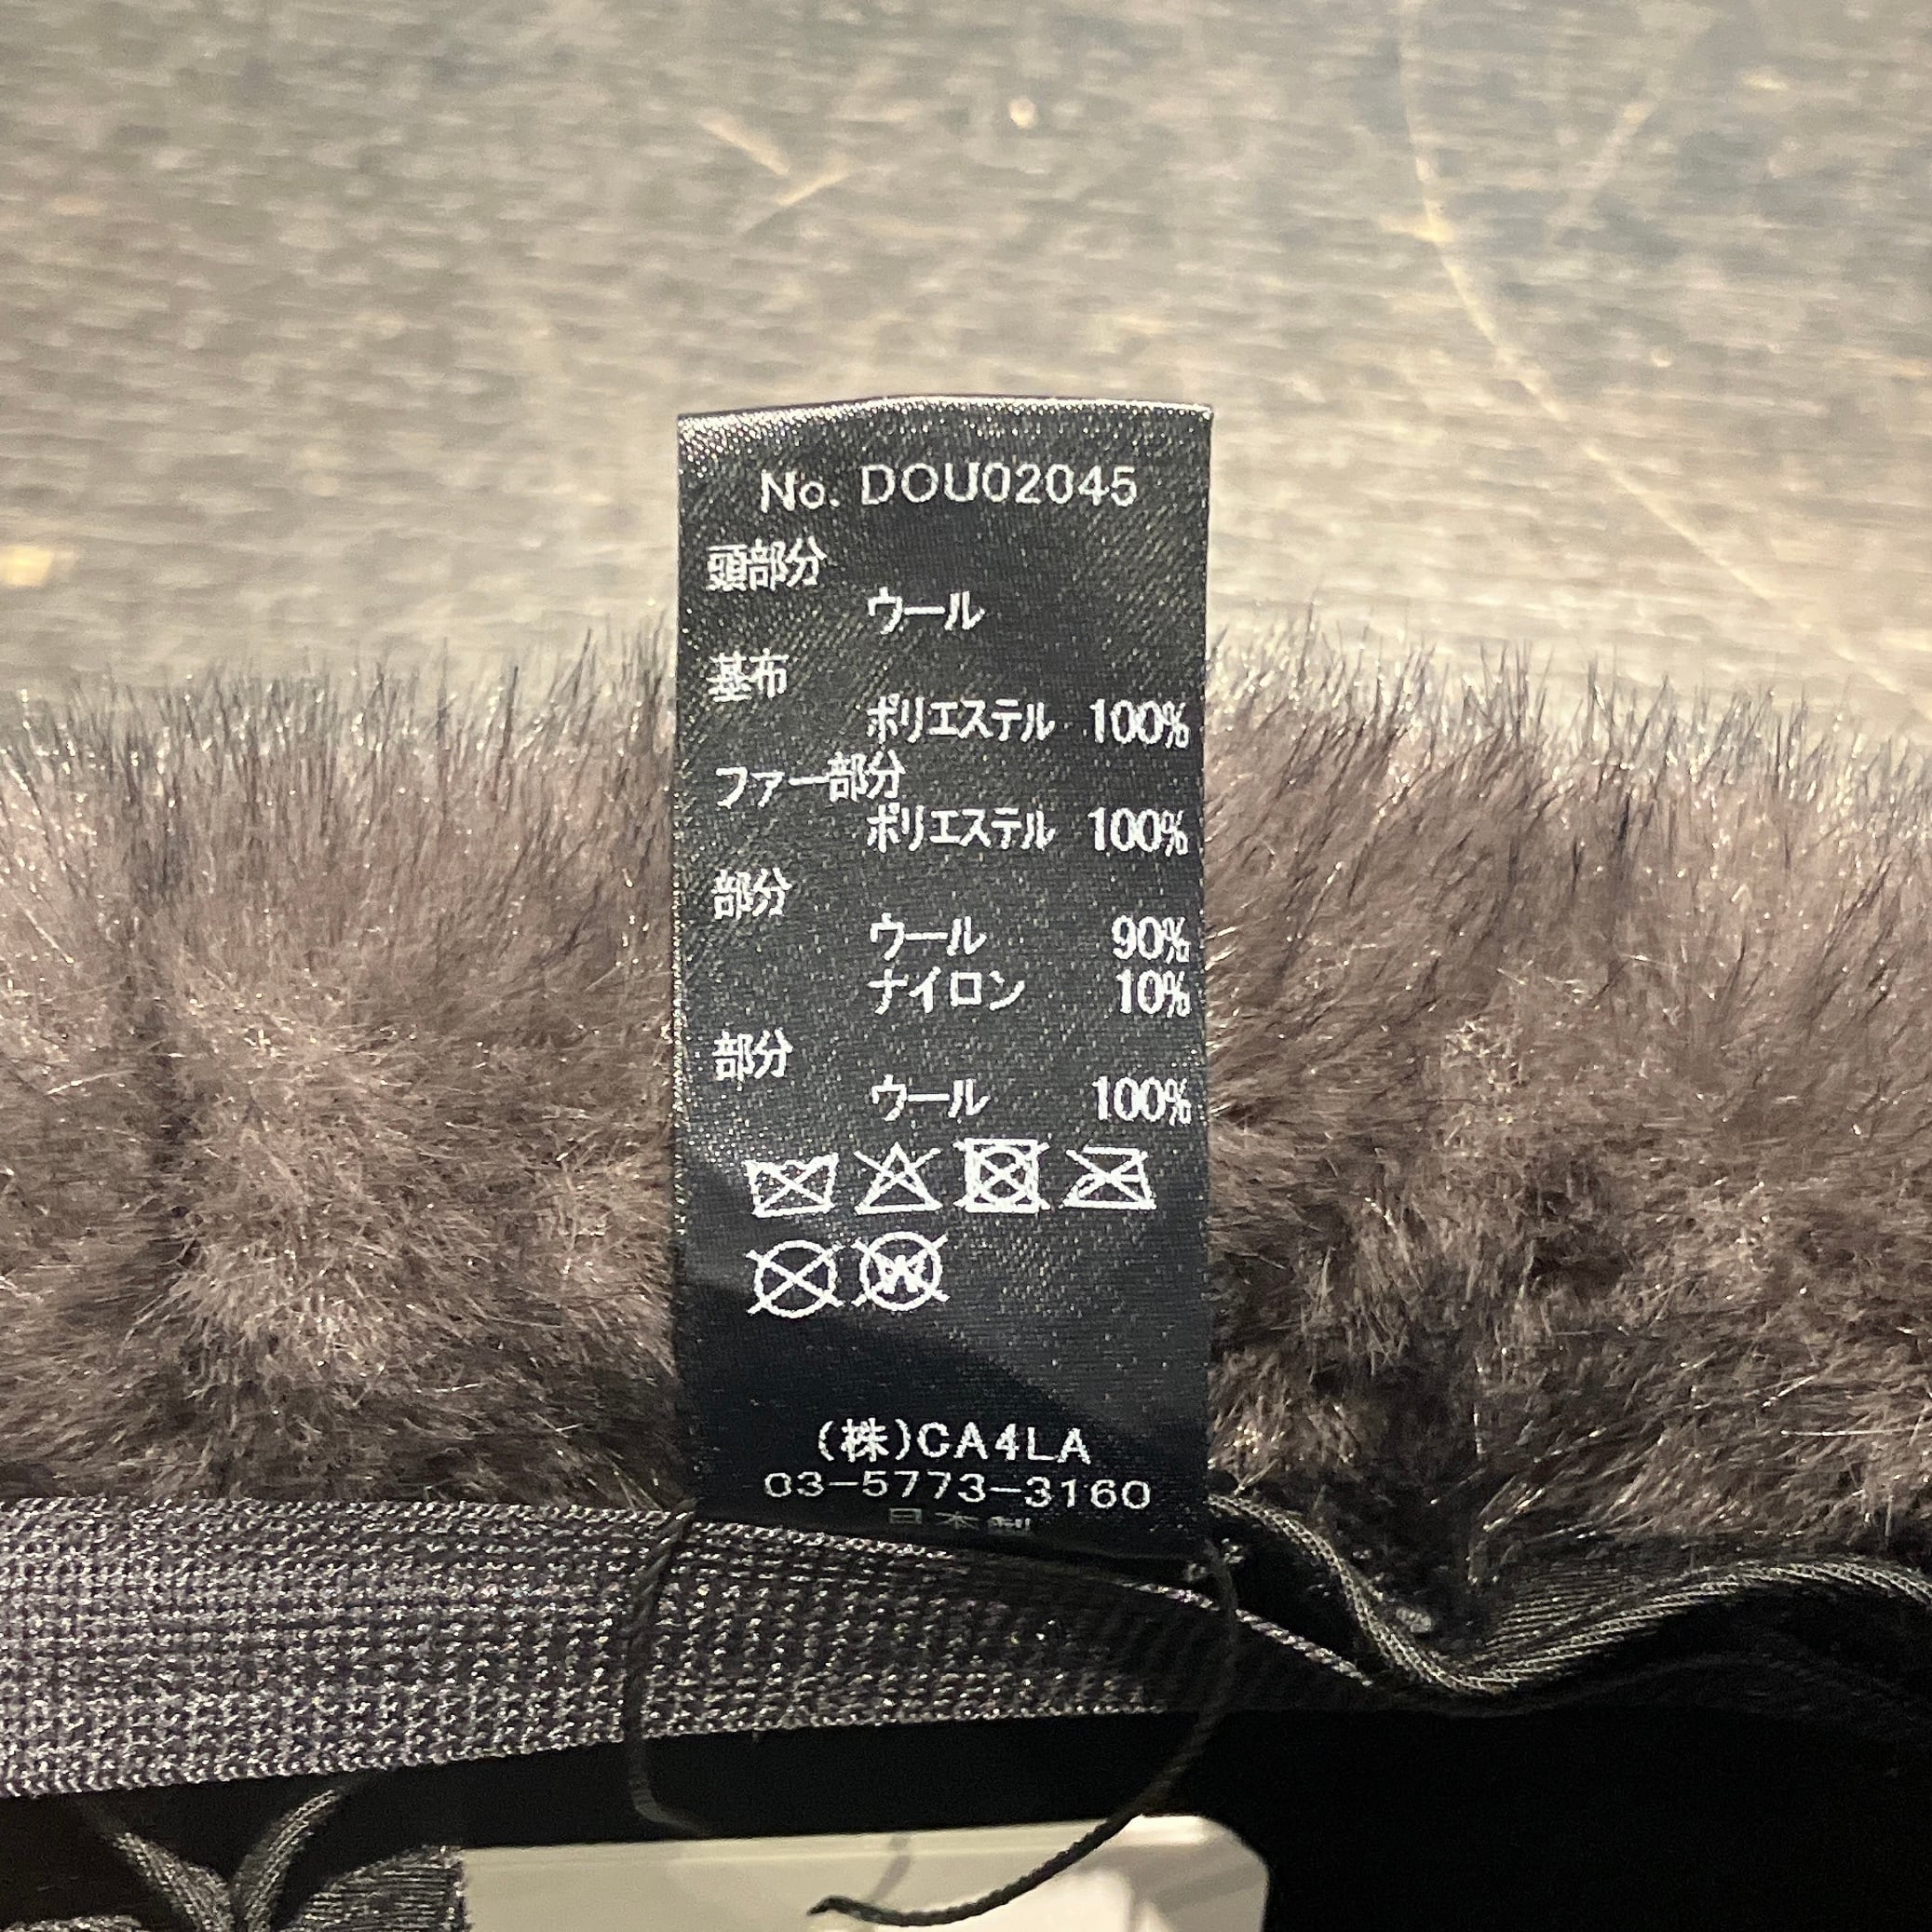 No. DOU02045
頭部分
ウール
基布
ポリエステル 100%
ファー部分
ポリエステル 100%
部分
ウール 90%
ナイロン 10%
部分
ウール 100%
(株)CA4LA
03-5773-3160
日本製